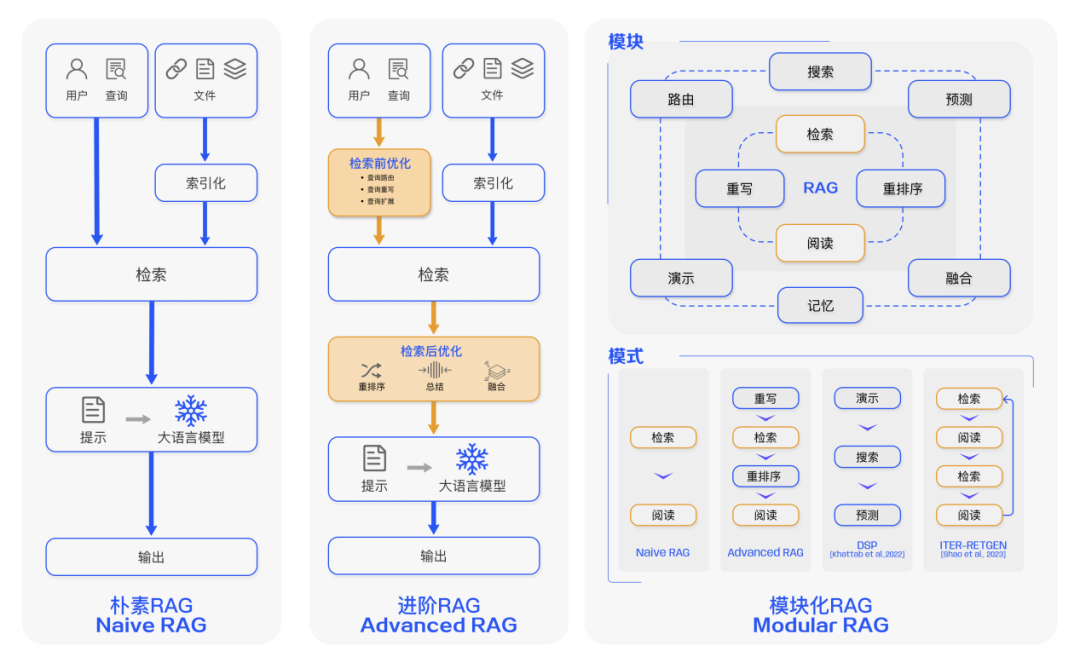 用户 查询
文件
索引化
检索
提示
大语言模型
输出
朴素RAG
Naive RAG
用户 查询
文件
检索前优化
• 查询路由
• 查询重写
• 查询扩展
索引化
检索
检索后优化
重排序 总结 融合
提示
大语言模型
输出
进阶RAG
Advanced RAG
模块
搜索
路由
预测
检索
重写
RAG
重排序
阅读
演示
融合
记忆
模式
检索
阅读
Naive RAG
重写
检索
重排序
阅读
Advanced RAG
演示
搜索
预测
DSP
[Khattab et al.,2022]
检索
阅读
检索
阅读
ITER-RETGEN
[Shao et al., 2023]
模块化RAG
Modular RAG